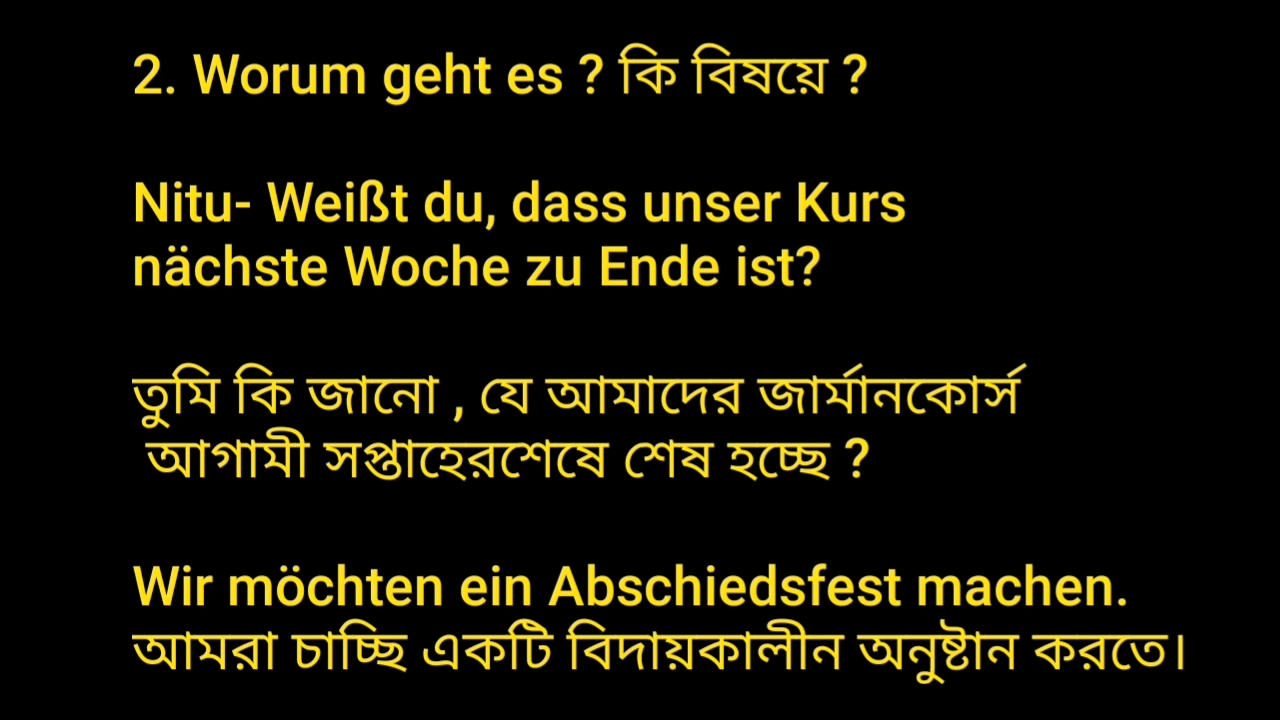 2. Worum geht es ? কি বিষয়ে ?
Nitu- Weißt du, dass unser Kurs
nächste Woche zu Ende ist?
তুমি কি জানো , যে আমাদের জার্মানকোর্স
আগামী সপ্তাহেরশেষে শেষ হচ্ছে ?
Wir möchten ein Abschiedsfest machen.
আমরা চাচ্ছি একটি বিদায়কালীন অনুষ্টান করতে।